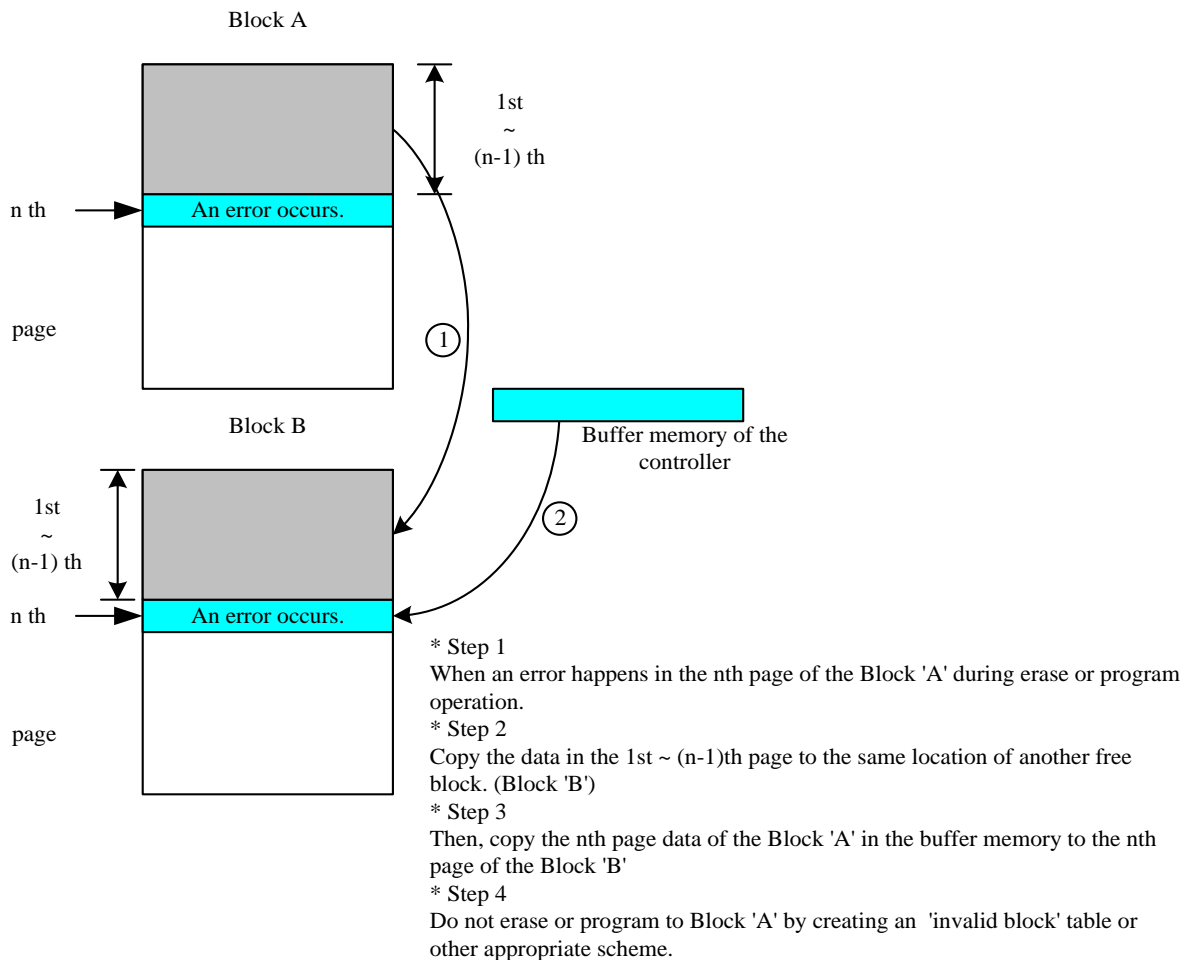 Block A
1st
~
(n-1) th
n th
An error occurs.
page
1
Block B
Buffer memory of the
controller
1st
~
(n-1) th
2
n th
An error occurs.
page
* Step 1
When an error happens in the nth page of the Block 'A' during erase or program
operation.
* Step 2
Copy the data in the 1st ~ (n-1)th page to the same location of another free
block. (Block 'B')
* Step 3
Then, copy the nth page data of the Block 'A' in the buffer memory to the nth
page of the Block 'B'
* Step 4
Do not erase or program to Block 'A' by creating an 'invalid block' table or
other appropriate scheme.